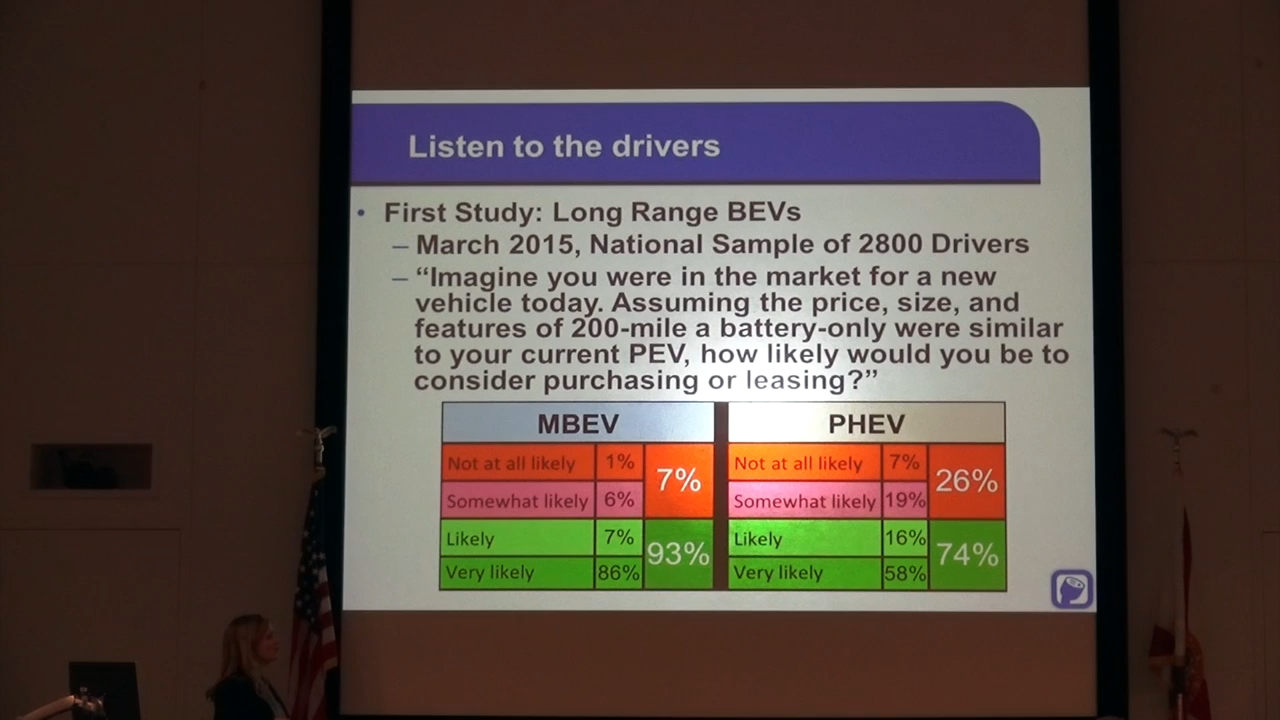 Listen to the drivers
• First Study: Long Range BEVs
– March 2015, National Sample of 2800 Drivers
– “Imagine you were in the market for a new
vehicle today. Assuming the price, size, and
features of 200-mile a battery-only were similar
to your current PEV, how likely would you be to
consider purchasing or leasing?”
MBEV
Not at all likely 1%
Somewhat likely 6%
7%
Likely 7%
Very likely 86%
93%
PHEV
Not at all likely 7%
Somewhat likely 19%
26%
Likely 16%
Very likely 58%
74%